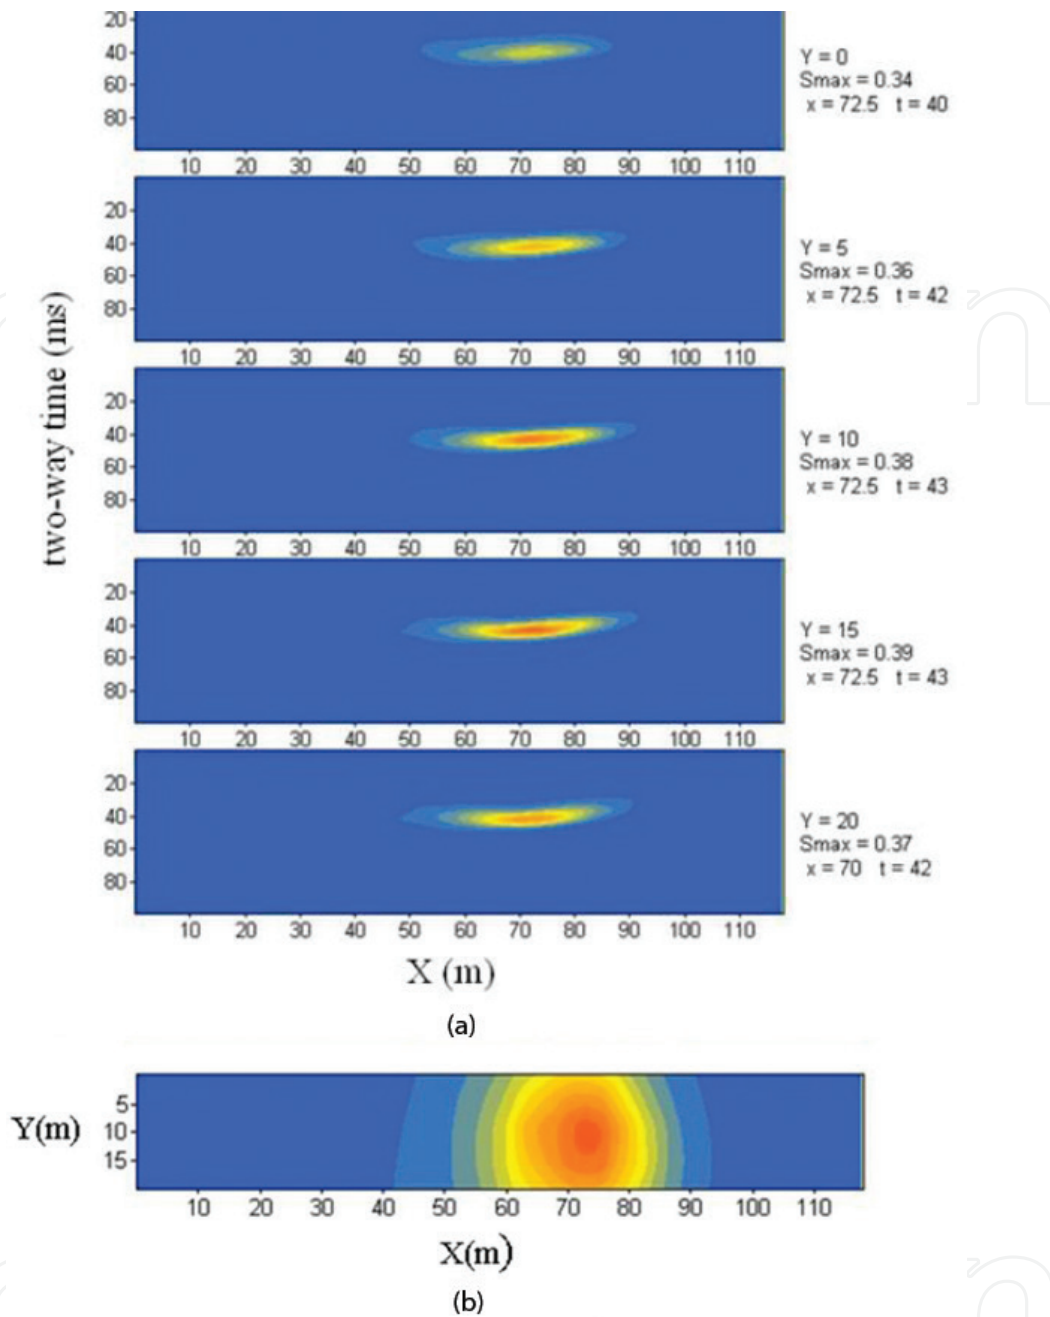 20
40
60
80
Y = 0
Smax = 0.34
x = 72.5 t = 40
10 20 30 40 50 60 70 80 90 100 110
20
40
60
80
Y = 5
Smax = 0.36
x = 72.5 t = 42
10 20 30 40 50 60 70 80 90 100 110
two-way time (ms)
20
40
60
80
Y = 10
Smax = 0.38
x = 72.5 t = 43
10 20 30 40 50 60 70 80 90 100 110
20
40
60
80
Y = 15
Smax = 0.39
x = 72.5 t = 43
10 20 30 40 50 60 70 80 90 100 110
20
40
60
80
Y = 20
Smax = 0.37
x = 70 t = 42
10 20 30 40 50 60 70 80 90 100 110
X (m)
(a)
Y(m)
5
10
15
10 20 30 40 50 60 70 80 90 100 110
X(m)
(b)